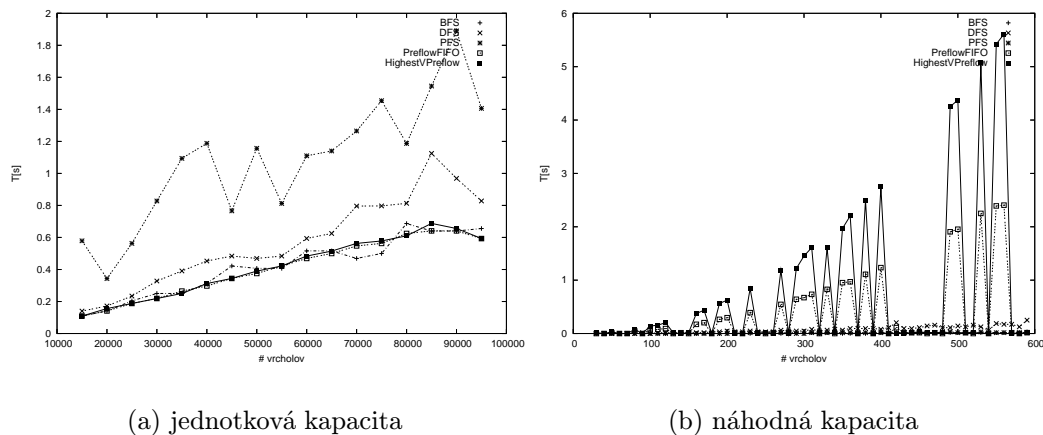 2
1.8
1.6
1.4
1.2
1
0.8
0.6
0.4
0.2
0
T[s]
10000 20000 30000 40000 50000 60000 70000 80000 90000 100000
# vrcholov
BFS
DFS
PFS
PreflowFIFO
HighestVPreflow
(a) jednotková kapacita
6
5
4
3
2
1
0
T[s]
0 100 200 300 400 500 600
# vrcholov
BFS
DFS
PFS
PreflowFIFO
HighestVPreflow
(b) náhodná kapacita